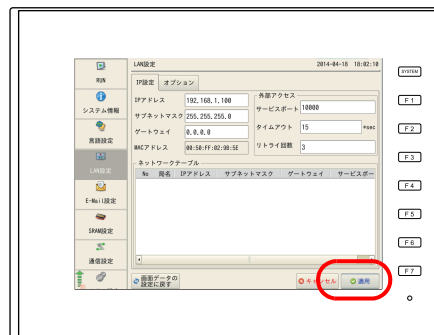 LAN設定 2014-04-18 18:02:10
RUN
システム情報
言語設定
LAN設定
E-Mail設定
SRAM設定
通信設定
IP設定 オプション
IPアドレス 192.168.1.100
サブネットマスク 255.255.255.0
ゲートウェイ 0.0.0.0
MACアドレス 00:50:FF:02:9B:5E
外部アクセス
サービスポート 10000
タイムアウト 15 *sec
リトライ回数 3
ネットワークテーブル
No 局名 IPアドレス サブネットマスク ゲートウェイ サービスポー
画面データの
設定に戻す
キャンセル 適用
SYSTEM
F1
F2
F3
F4
F5
F6
F7